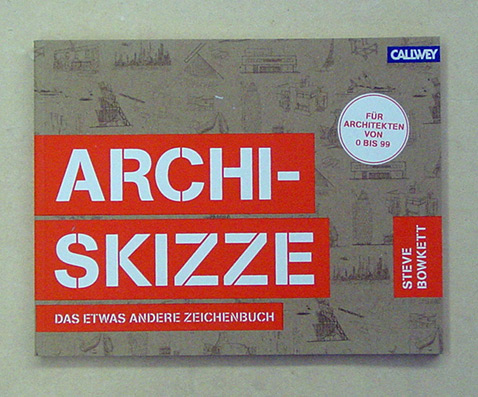 CALLWEY
FÜR
ARCHITEKTEN
VON
0 BIS 99
ARCHI-
SKIZZE
STEVE
BOWKETT
DAS ETWAS ANDERE ZEICHENBUCH